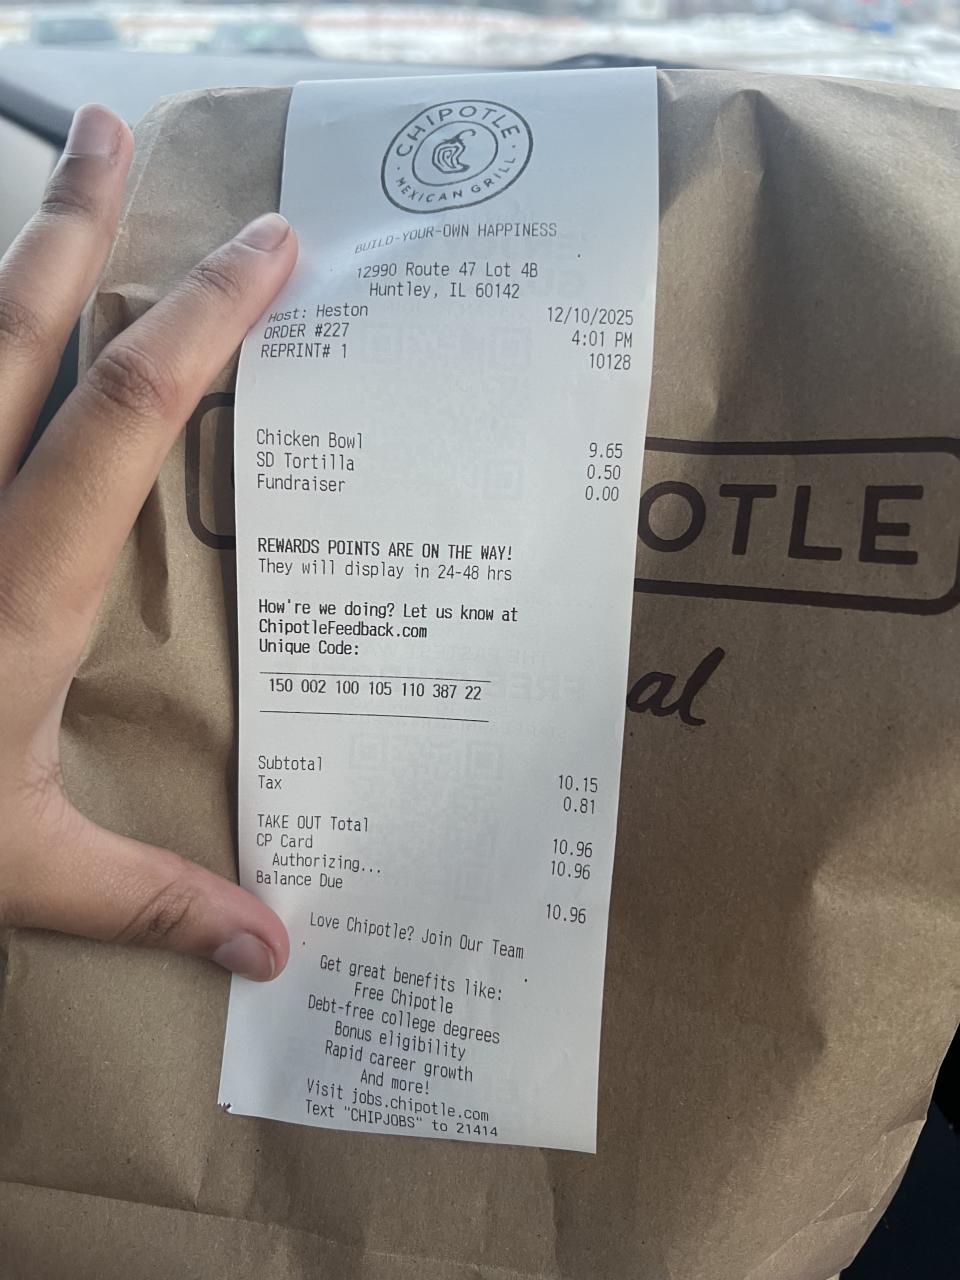 CHIPOTLE
MEXICAN GRILL
BUILD-YOUR-OWN HAPPINESS
12990 Route 47 Lot 4B
Huntley, IL 60142
Host: Heston 12/10/2025
ORDER #227 4:01 PM
REPRINT# 1 10128
Chicken Bowl 9.65
SD Tortilla 0.50
Fundraiser 0.00
REWARDS POINTS ARE ON THE WAY!
They will display in 24-48 hrs
How're we doing? Let us know at
ChipotleFeedback.com
Unique Code:
150 002 100 105 110 387 22
Subtotal 10.15
Tax 0.81
TAKE OUT Total 10.96
CP Card 10.96
Authorizing...
Balance Due 10.96
Love Chipotle? Join Our Team
Get great benefits like:
Free Chipotle
Debt-free college degrees
Bonus eligibility
Rapid career growth
And more!
Visit jobs.chipotle.com
Text "CHIPJOBS" to 21414
OTLE
al